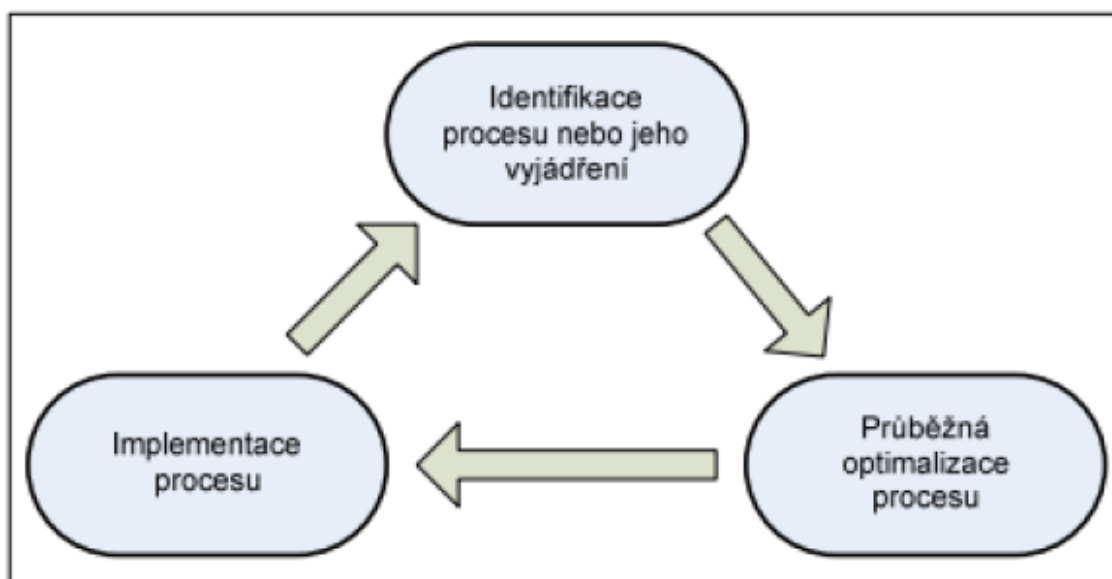 Identifikace
procesu nebo jeho
vyjádření
Implementace
procesu
Průběžná
optimalizace
procesu